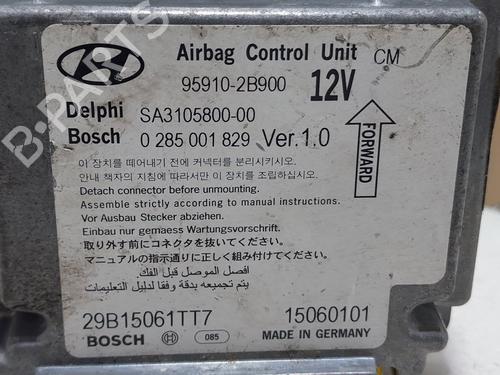 Airbag Control Unit CM
95910-2B900 12V
Delphi SA3105800-00
Bosch 0 285 001 829 Ver.1.0
FORWARD
이 장치를 떼어내기 전에 커넥터를 분리시키시오.
안내 책자의 지침에 따라서만 이 장치를 조립하십시오.
Detach connector before unmounting.
Assemble strictly according to manual instructions.
Vor Ausbau Stecker abziehen.
Einbau nur gemaess Wartungsvorschrift.
取り外す前にコネクタを抜いてください。
マニュアルの指示通りに正しく組み付けてください。
افصل الموصل قبل الفك.
يتم تجميعه بدقة وفقا لدليل التعليمات
29B15061TT7 15060101
BOSCH 085 MADE IN GERMANY
B-PARTS